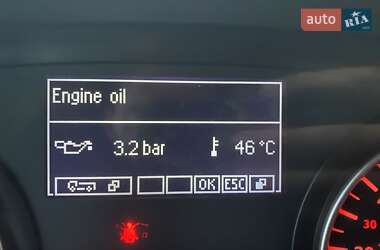 auto RIA
Engine oil
3.2 bar 46 °C
OK ESC
30